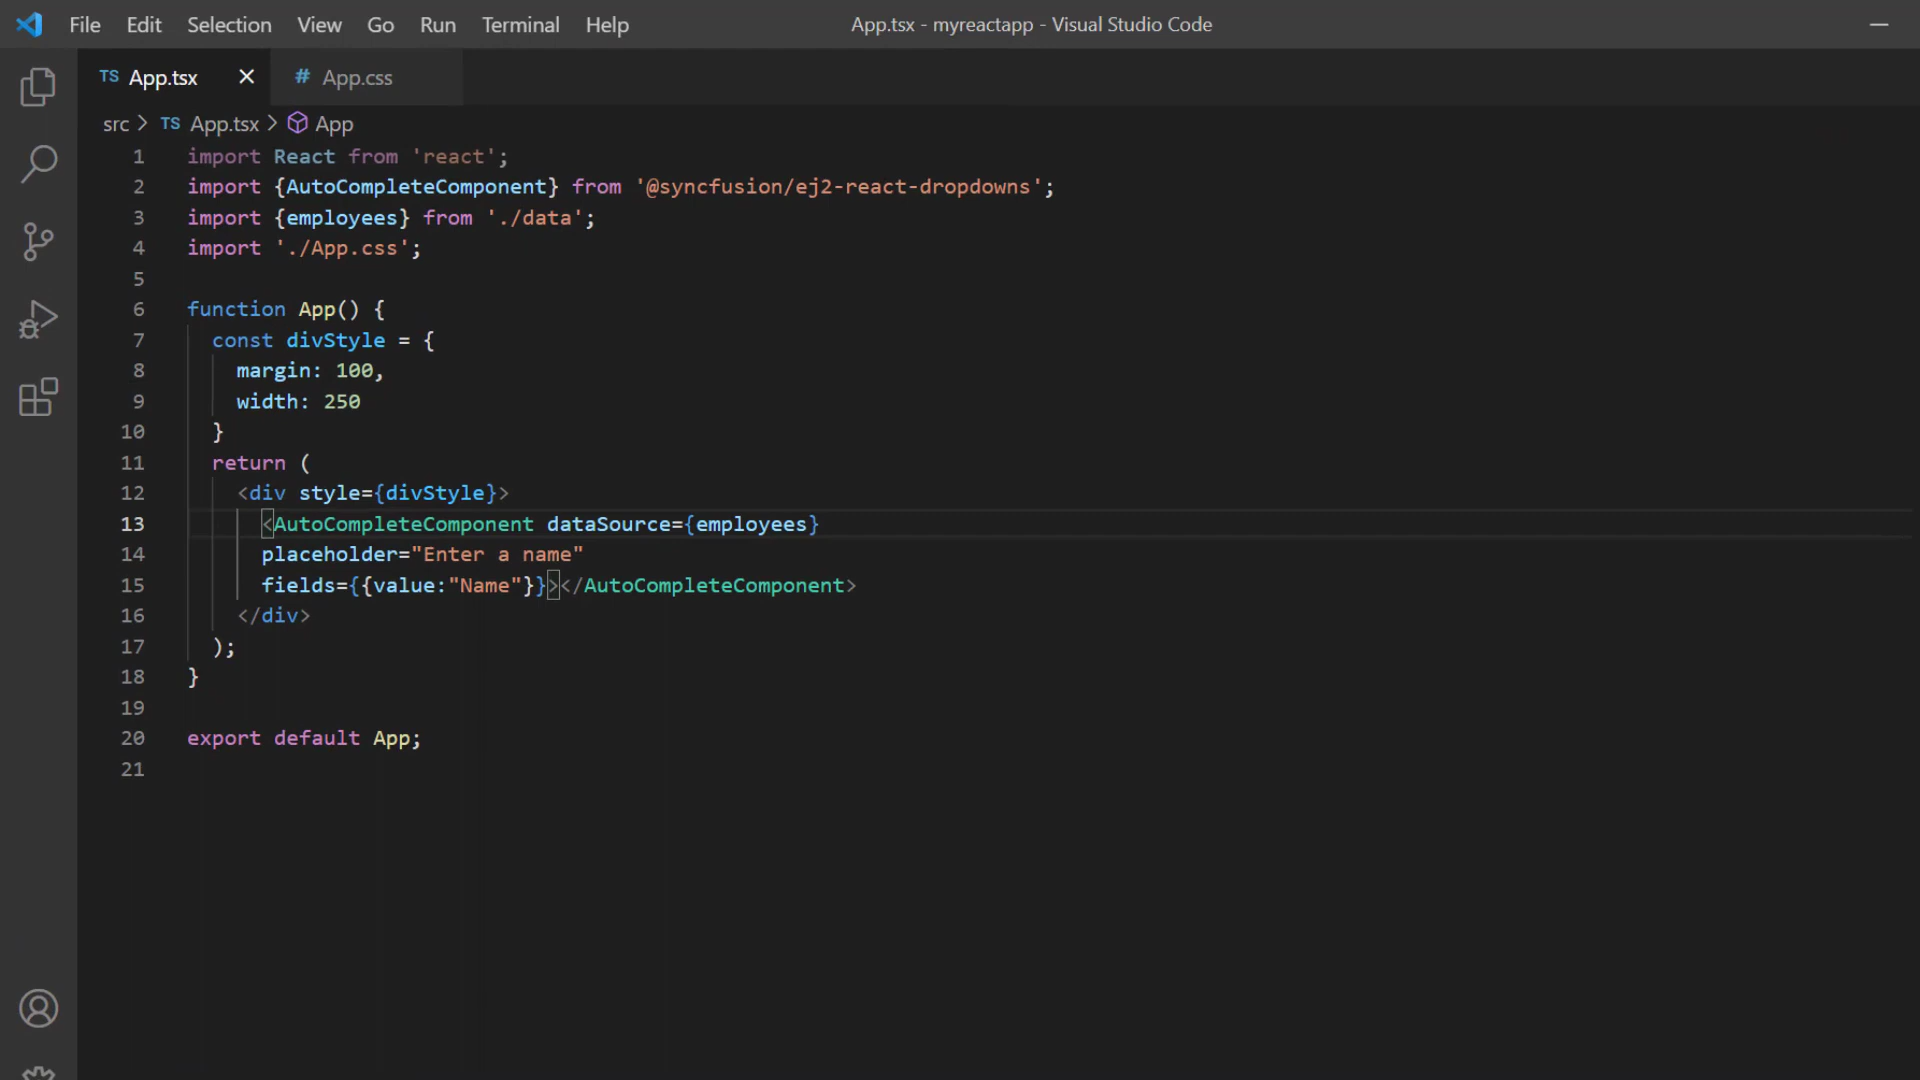 File Edit Selection View Go Run Terminal Help App.tsx - myreactapp - Visual Studio Code
TS App.tsx # App.css
src > TS App.tsx > App
1 import React from 'react';
2 import {AutoCompleteComponent} from '@syncfusion/ej2-react-dropdowns';
3 import {employees} from './data';
4 import './App.css';
5
6 function App() {
7 const divStyle = {
8 margin: 100,
9 width: 250
10 }
11 return (
12 <div style={divStyle}>
13 <AutoCompleteComponent dataSource={employees}
14 placeholder="Enter a name"
15 fields={{value:"Name"}}></AutoCompleteComponent>
16 </div>
17 );
18 }
19
20 export default App;
21